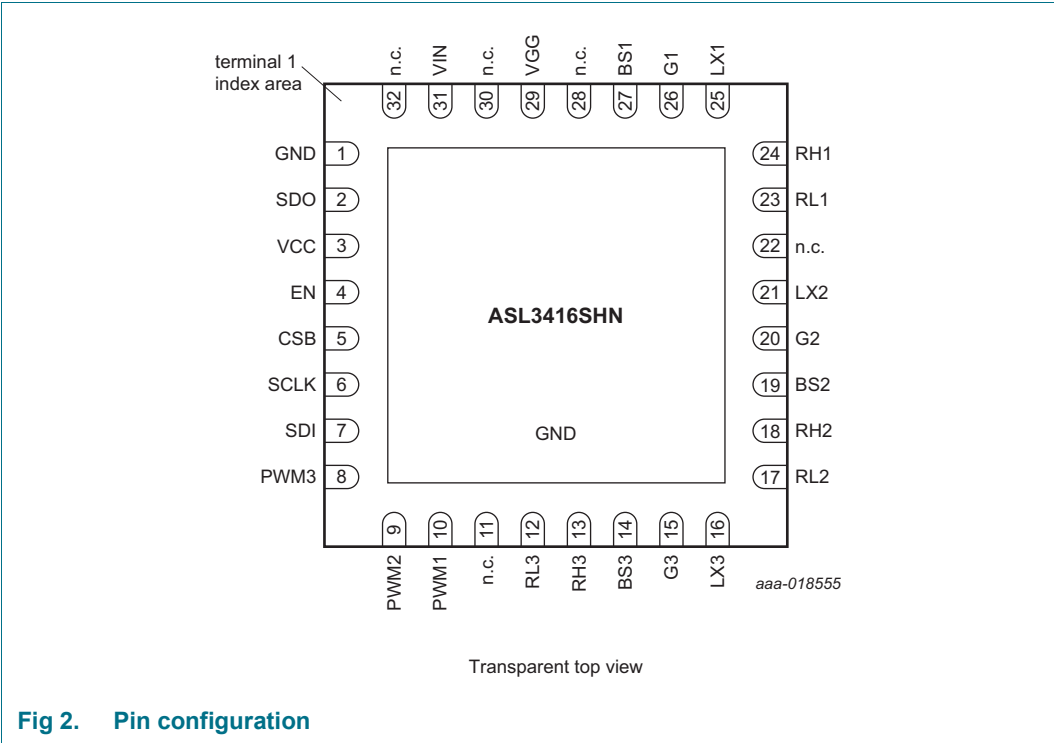 terminal 1
index area
n.c. VIN n.c. VGG n.c. BS1 G1 LX1
32 31 30 29 28 27 26 25
GND 1 24 RH1
SDO 2 23 RL1
VCC 3 22 n.c.
EN 4 21 LX2
ASL3416SHN
CSB 5 20 G2
SCLK 6 19 BS2
SDI 7 GND 18 RH2
PWM3 8 17 RL2
9 10 11 12 13 14 15 16
PWM2 PWM1 n.c. RL3 RH3 BS3 G3 LX3
aaa-018555
Transparent top view
Fig 2. Pin configuration